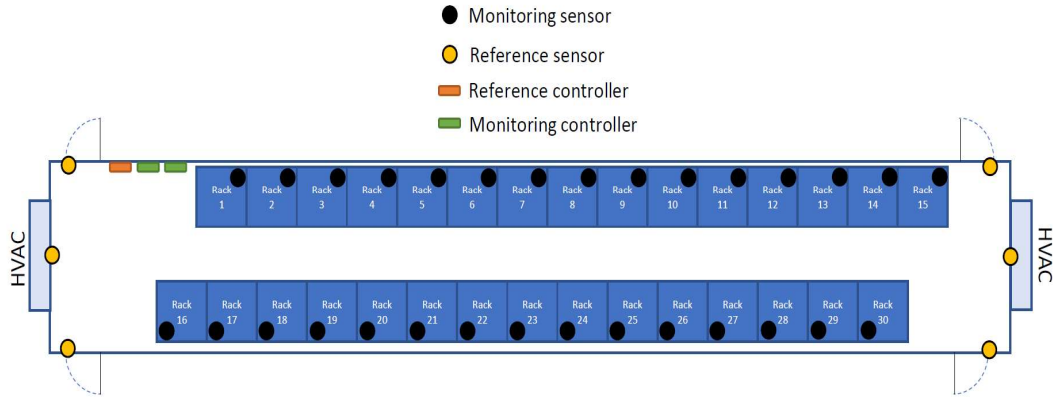 Monitoring sensor
Reference sensor
Reference controller
Monitoring controller
Rack 1
Rack 2
Rack 3
Rack 4
Rack 5
Rack 6
Rack 7
Rack 8
Rack 9
Rack 10
Rack 11
Rack 12
Rack 13
Rack 14
Rack 15
HVAC
HVAC
Rack 16
Rack 17
Rack 18
Rack 19
Rack 20
Rack 21
Rack 22
Rack 23
Rack 24
Rack 25
Rack 26
Rack 27
Rack 28
Rack 29
Rack 30